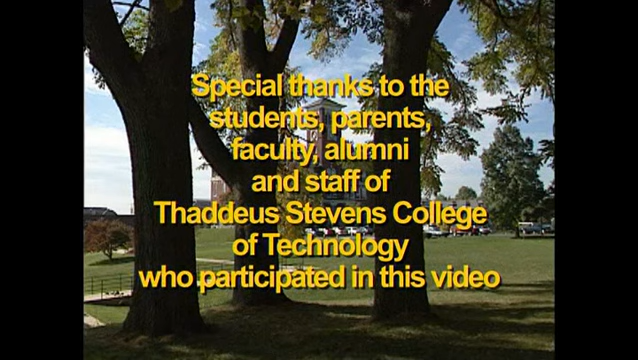 Special thanks to the
students, parents,
faculty, alumni
and staff of
Thaddeus Stevens College
of Technology
who participated in this video